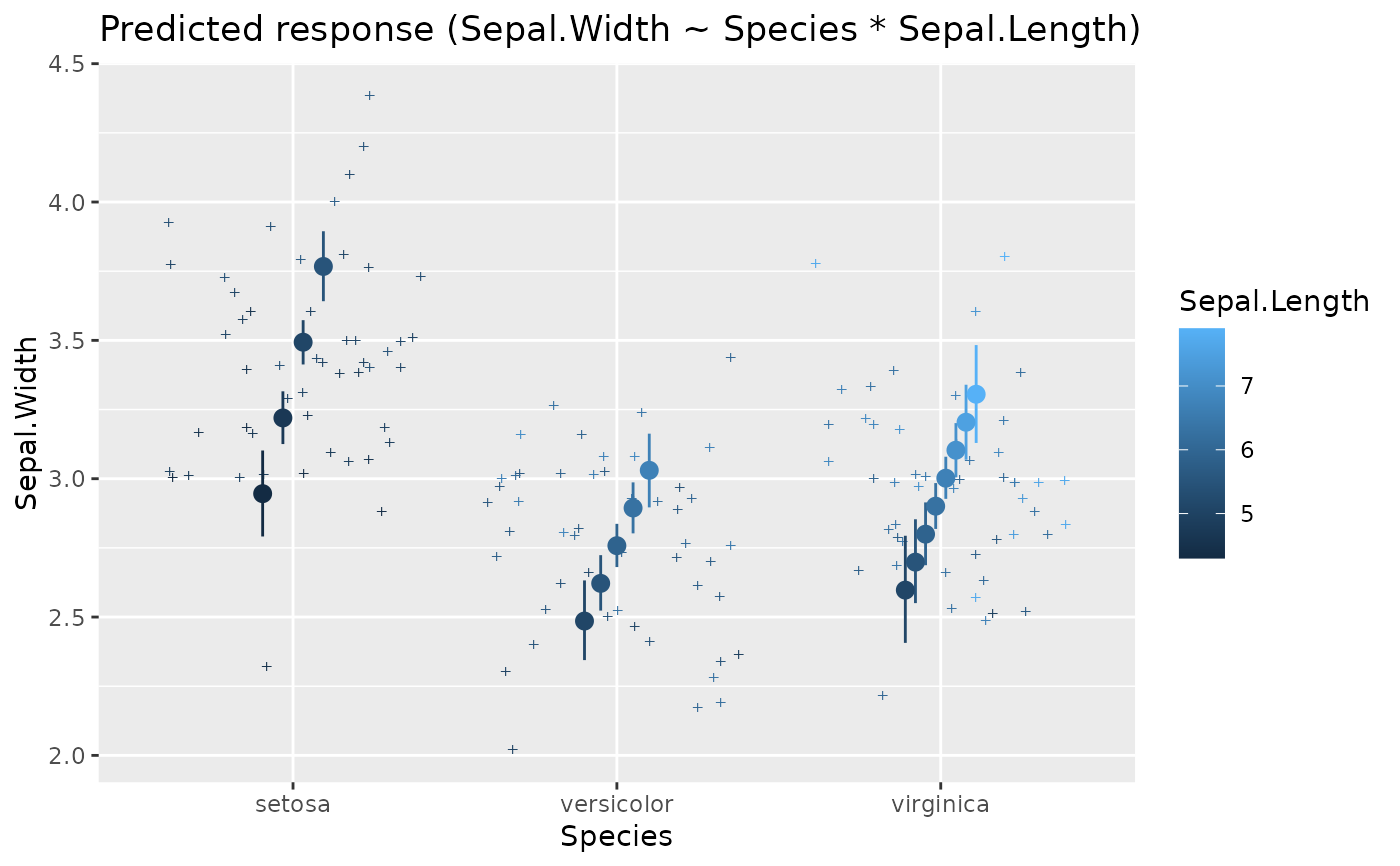 Predicted response (Sepal.Width ~ Species * Sepal.Length)
4.5
4.0
3.5
3.0
2.5
2.0
Sepal.Width
setosa versicolor virginica
Species
Sepal.Length
7
6
5